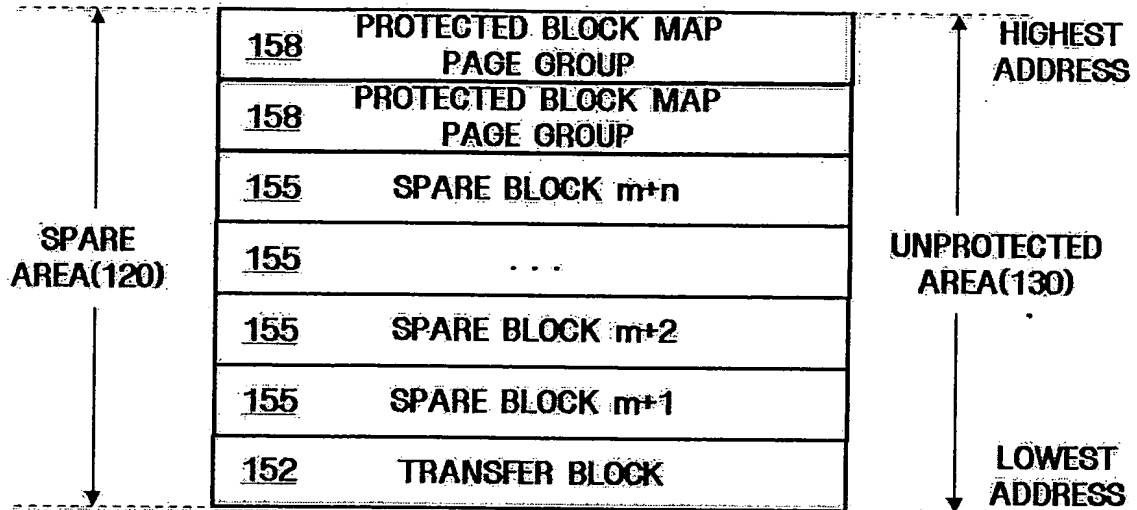 158 PROTECTED BLOCK MAP
PAGE GROUP
158 PROTECTED BLOCK MAP
PAGE GROUP
155 SPARE BLOCK m+n
155 ...
155 SPARE BLOCK m+2
155 SPARE BLOCK m+1
152 TRANSFER BLOCK
SPARE
AREA(120)
UNPROTECTED
AREA(130)
HIGHEST
ADDRESS
LOWEST
ADDRESS